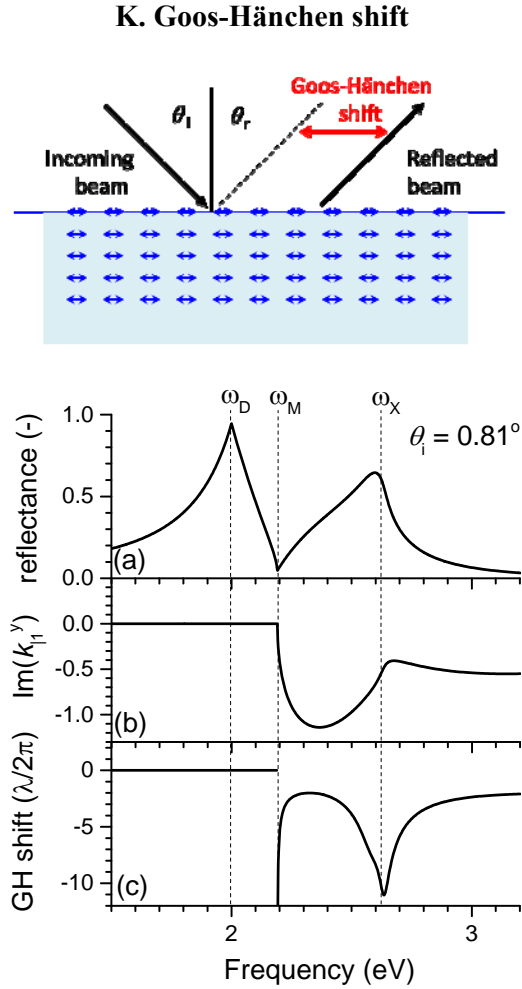 K. Goos-Hänchen shift
Goos-Hänchen
shift
θi θr
Incoming
beam
Reflected
beam
ωD ωM ωX
1.0
0.5
0.0
reflectance (-)
θi = 0.81°
(a)
0.0
-0.5
-1.0
Im(k|1^y)
(b)
0
-5
-10
GH shift (λ/2π)
(c)
2 3
Frequency (eV)